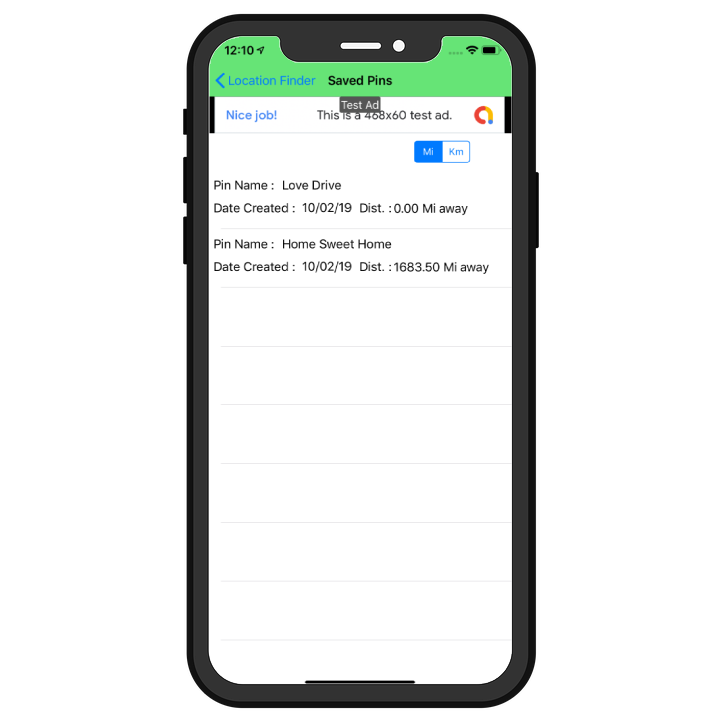 12:10
Location Finder Saved Pins
Test Ad
Nice job! This is a 468x60 test ad.
Mi Km
Pin Name : Love Drive
Date Created : 10/02/19 Dist. : 0.00 Mi away
Pin Name : Home Sweet Home
Date Created : 10/02/19 Dist. : 1683.50 Mi away